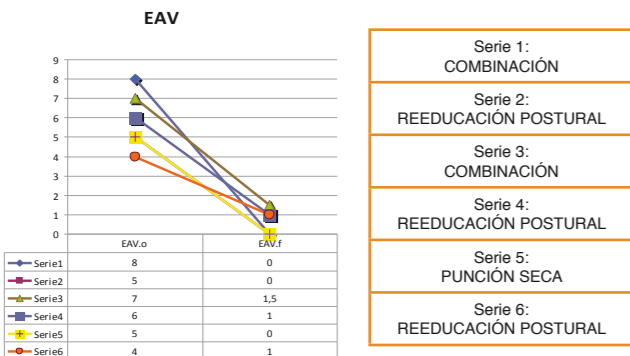 EAV
9
8
7
6
5
4
3
2
1
0
EAV.o EAV.f
Serie1 8 0
Serie2 5 0
Serie3 7 1,5
Serie4 6 1
Serie5 5 0
Serie6 4 1
Serie 1:
COMBINACIÓN
Serie 2:
REEDUCACIÓN POSTURAL
Serie 3:
COMBINACIÓN
Serie 4:
REEDUCACIÓN POSTURAL
Serie 5:
PUNCIÓN SECA
Serie 6:
REEDUCACIÓN POSTURAL